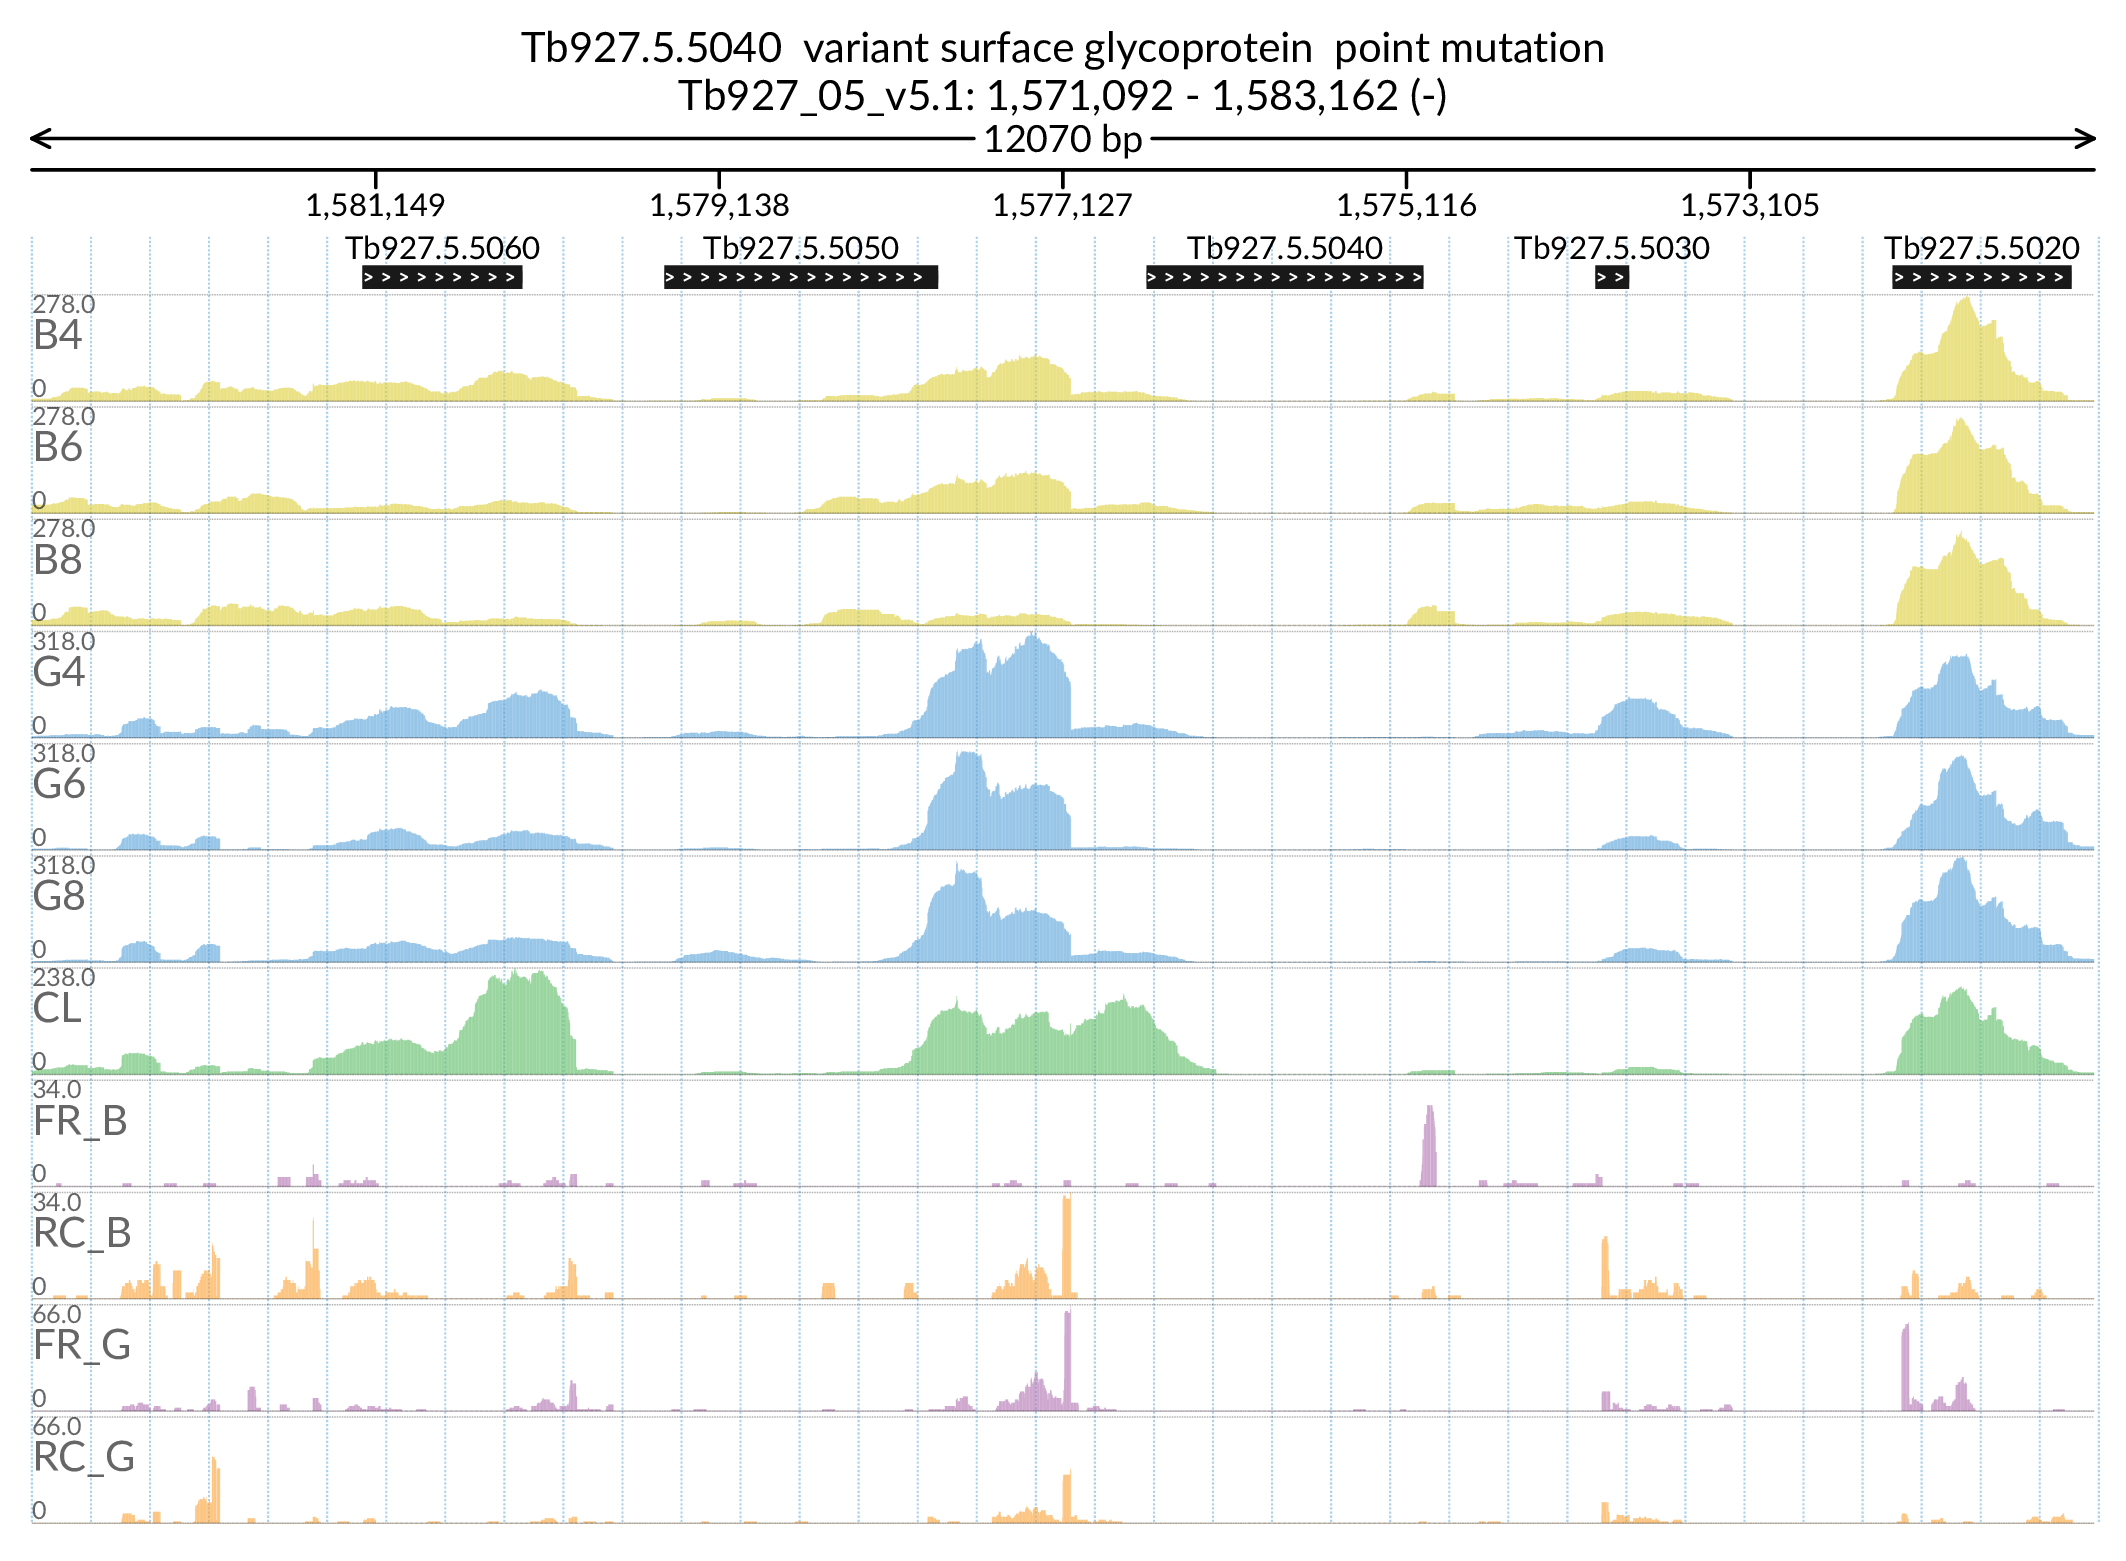 Tb927.5.5040 variant surface glycoprotein point mutation
Tb927_05_v5.1: 1,571,092 - 1,583,162 (-)
12070 bp
1,581,149 1,579,138 1,577,127 1,575,116 1,573,105
Tb927.5.5060 Tb927.5.5050 Tb927.5.5040 Tb927.5.5030 Tb927.5.5020
278.0
B4
0
278.0
B6
0
278.0
B8
0
318.0
G4
0
318.0
G6
0
318.0
G8
0
238.0
CL
0
34.0
FR_B
0
34.0
RC_B
0
66.0
FR_G
0
66.0
RC_G
0